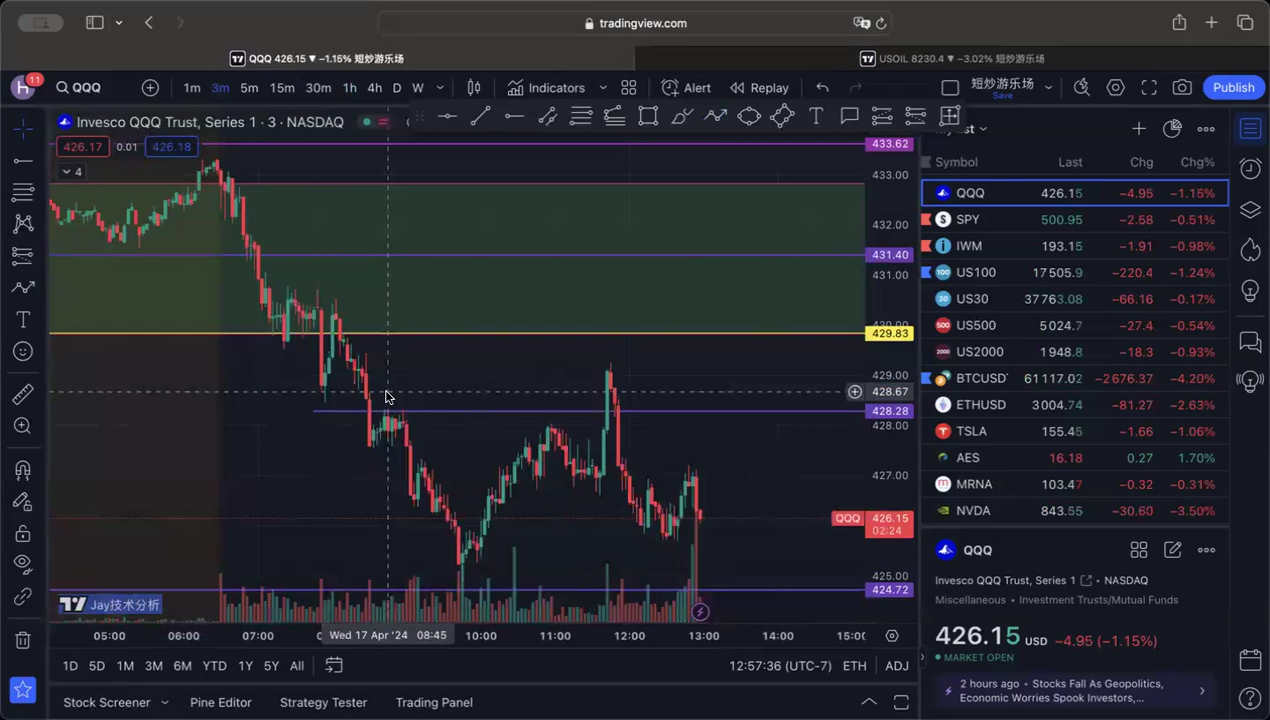 tradingview.com
QQQ 426.15 ▼ −1.15% 短炒游乐场
USOIL 8230.4 ▼ −3.02% 短炒游乐场
H
11
QQQ
1m 3m 5m 15m 30m 1h 4h D W
Indicators
Alert
Replay
短炒游乐场
Save
Publish
Invesco QQQ Trust, Series 1 · 3 · NASDAQ
426.17
0.01
426.18
4
433.62
433.00
432.00
431.40
431.00
429.83
429.00
428.67
428.28
428.00
427.00
QQQ 426.15
02:24
425.00
424.72
Jay技术分析
05:00 06:00 07:00 Wed 17 Apr '24 08:45 10:00 11:00 12:00 13:00 14:00 15:00
1D 5D 1M 3M 6M YTD 1Y 5Y All
12:57:36 (UTC-7) ETH ADJ
Stock Screener Pine Editor Strategy Tester Trading Panel
Symbol Last Chg Chg%
QQQ 426.15 −4.95 −1.15%
SPY 500.95 −2.58 −0.51%
IWM 193.15 −1.91 −0.98%
US100 17505.9 −220.4 −1.24%
US30 37763.08 −66.16 −0.17%
US500 5024.7 −27.4 −0.54%
US2000 1948.8 −18.3 −0.93%
BTCUSD 61117.02 −2676.37 −4.20%
ETHUSD 3004.74 −81.27 −2.63%
TSLA 155.45 −1.66 −1.06%
AES 16.18 0.27 1.70%
MRNA 103.47 −0.32 −0.31%
NVDA 843.55 −30.60 −3.50%
QQQ
Invesco QQQ Trust, Series 1 • NASDAQ
Miscellaneous • Investment Trusts/Mutual Funds
426.15 USD −4.95 (−1.15%)
MARKET OPEN
2 hours ago • Stocks Fall As Geopolitics,
Economic Worries Spook Investors,...